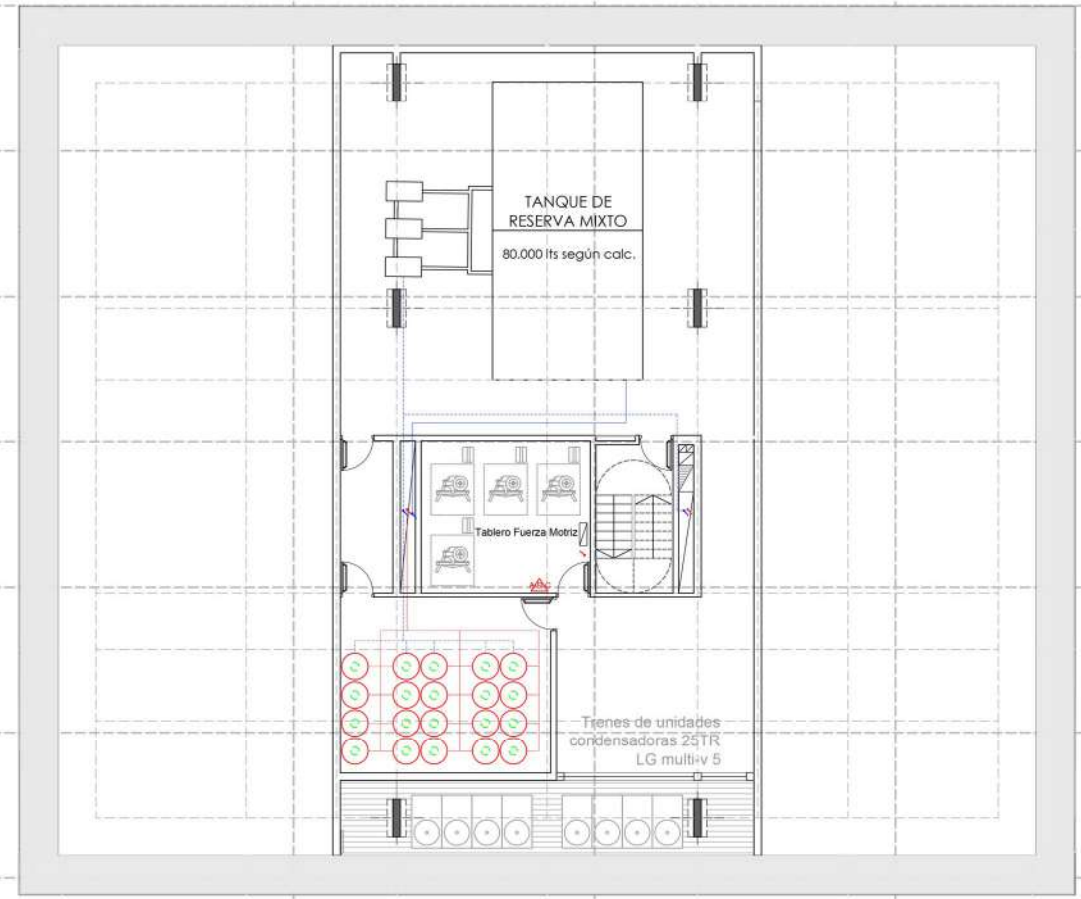 TANQUE DE
RESERVA MIXTO
80.000 lts según calc.
Tablero Fuerza Motriz
Trenes de unidades
condensadoras 25TR
LG multi-v 5